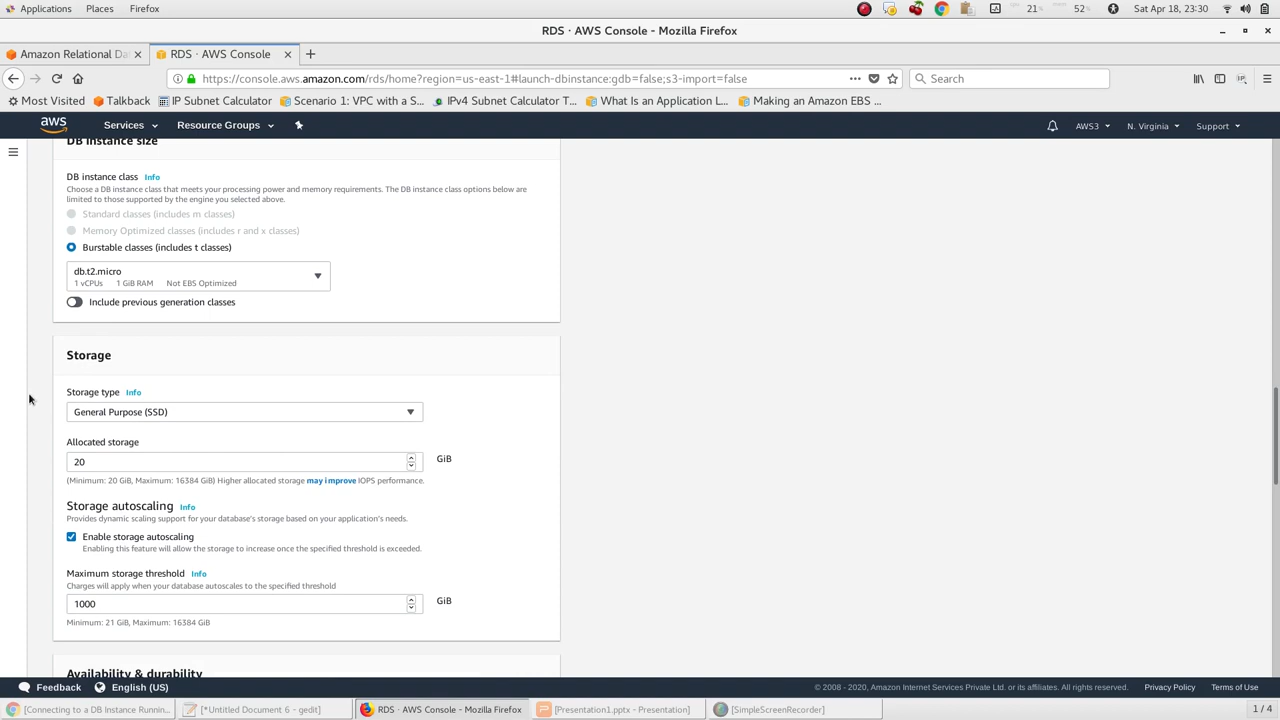 Applications Places Firefox 21% 52% Sat Apr 18, 23:30
RDS · AWS Console - Mozilla Firefox
Amazon Relational Da RDS · AWS Console
https://console.aws.amazon.com/rds/home?region=us-east-1#launch-dbinstance:gdb=false;s3-import=false Search
Most Visited Talkback IP Subnet Calculator Scenario 1: VPC with a S... IPv4 Subnet Calculator T... What Is an Application L... Making an Amazon EBS ...
aws Services Resource Groups AWS3 N. Virginia Support
DB instance size
DB instance class Info
Choose a DB instance class that meets your processing power and memory requirements. The DB instance class options below are
limited to those supported by the engine you selected above.
Standard classes (includes m classes)
Memory Optimized classes (includes r and x classes)
Burstable classes (includes t classes)
db.t2.micro
1 vCPUs 1 GiB RAM Not EBS Optimized
Include previous generation classes
Storage
Storage type Info
General Purpose (SSD)
Allocated storage
20 GiB
(Minimum: 20 GiB, Maximum: 16384 GiB) Higher allocated storage may improve IOPS performance.
Storage autoscaling Info
Provides dynamic scaling support for your database's storage based on your application's needs.
Enable storage autoscaling
Enabling this feature will allow the storage to increase once the specified threshold is exceeded.
Maximum storage threshold Info
Charges will apply when your database autoscales to the specified threshold
1000 GiB
Minimum: 21 GiB, Maximum: 16384 GiB
Availability & durability
Feedback English (US) © 2008 - 2020, Amazon Internet Services Private Ltd. or its affiliates. All rights reserved. Privacy Policy Terms of Use
[Connecting to a DB Instance Runnin... [*Untitled Document 6 - gedit] RDS · AWS Console - Mozilla Firefox [Presentation1.pptx - Presentation] [SimpleScreenRecorder] 1 / 4